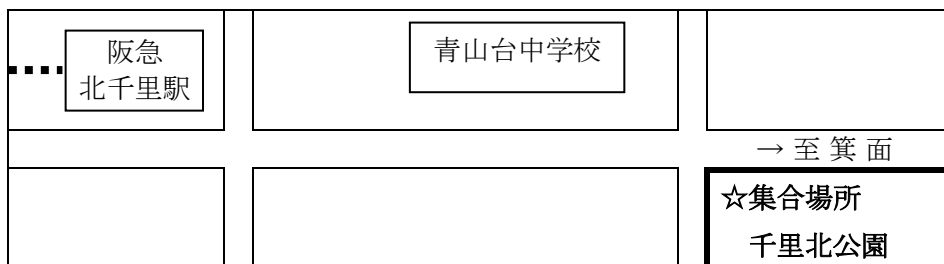 阪急
北千里駅
青山台中学校
→ 至 箕 面
☆集合場所
千里北公園